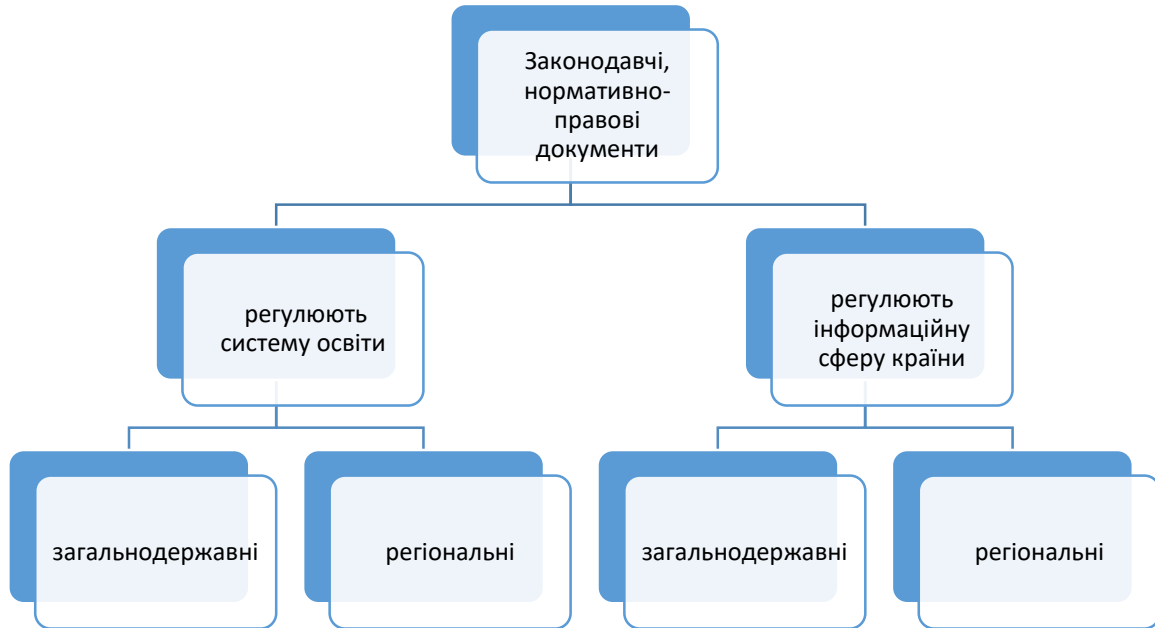 Законодавчі,
нормативно-
правові
документи
регулюють
систему освіти
регулюють
інформаційну
сферу країни
загальнодержавні
регіональні
загальнодержавні
регіональні